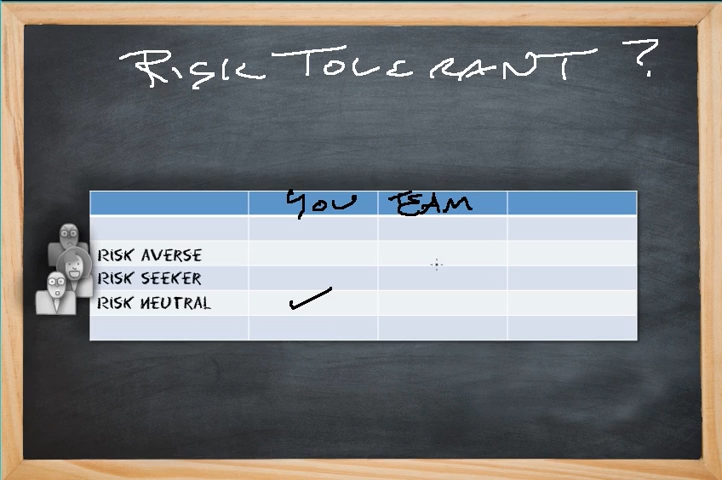 RISK TOLERANT ?
YOU TEAM
RISK AVERSE
RISK SEEKER
RISK NEUTRAL ✓